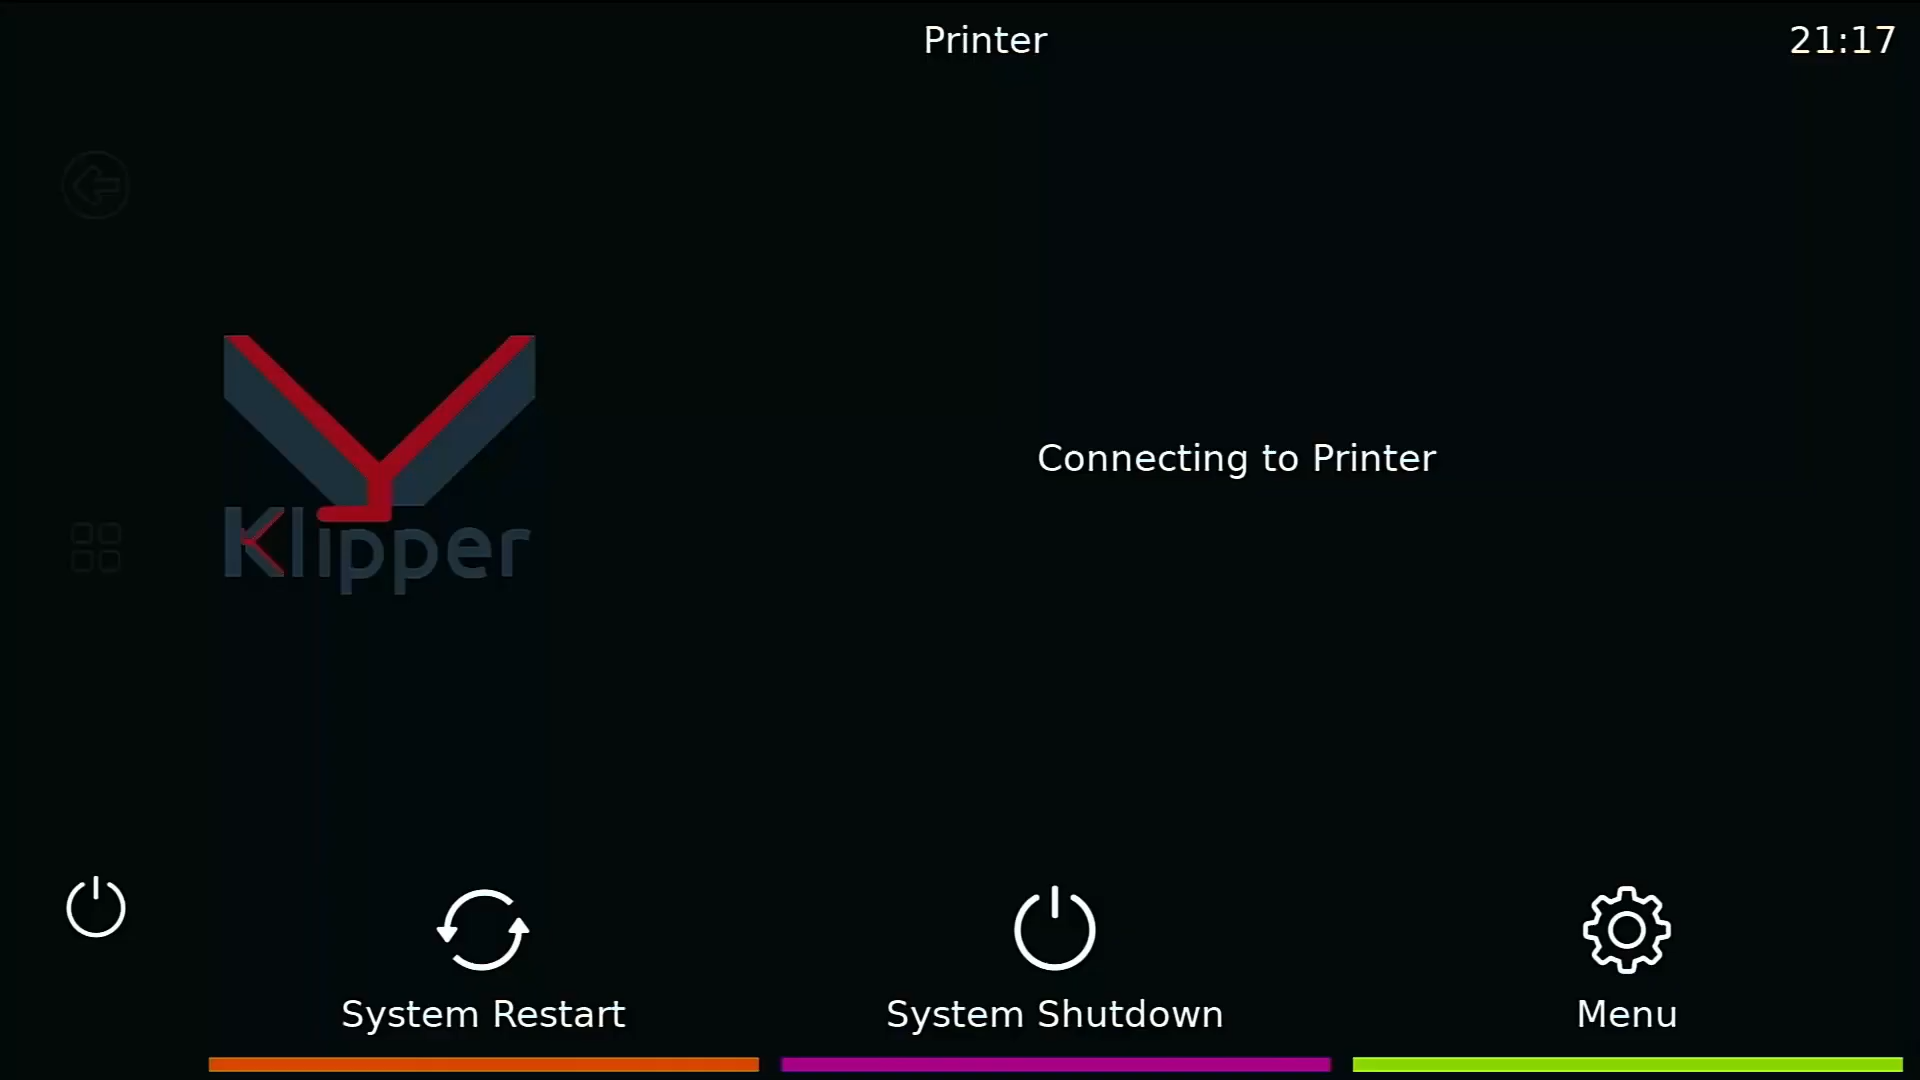 Printer
21:17
Klipper
Connecting to Printer
System Restart
System Shutdown
Menu